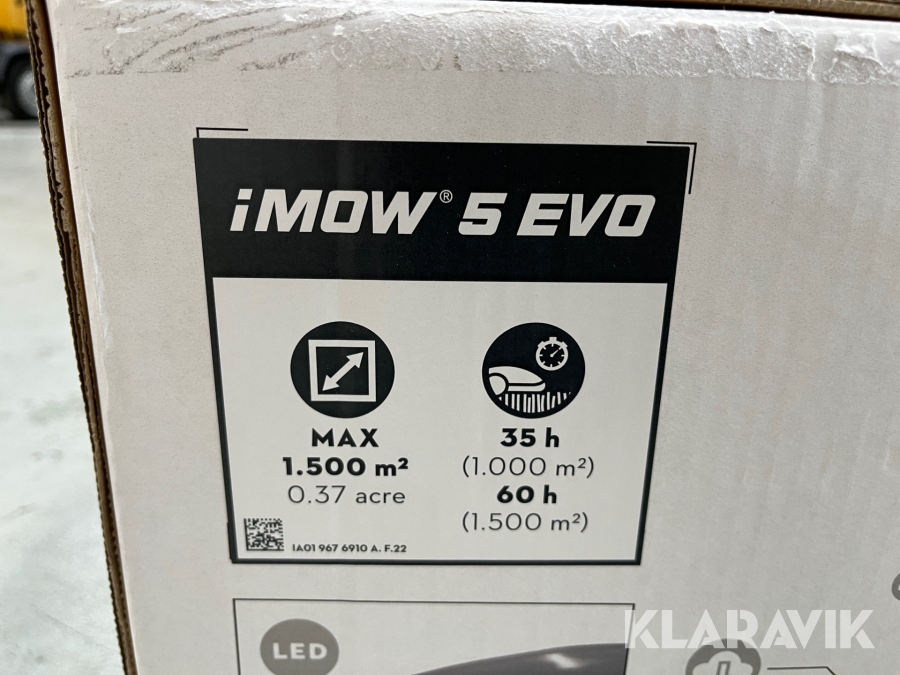 iMOW® 5 EVO
MAX
1.500 m²
0.37 acre
35 h
(1.000 m²)
60 h
(1.500 m²)
IA01 967 6910 A. F.22
LED
KLARAVIK